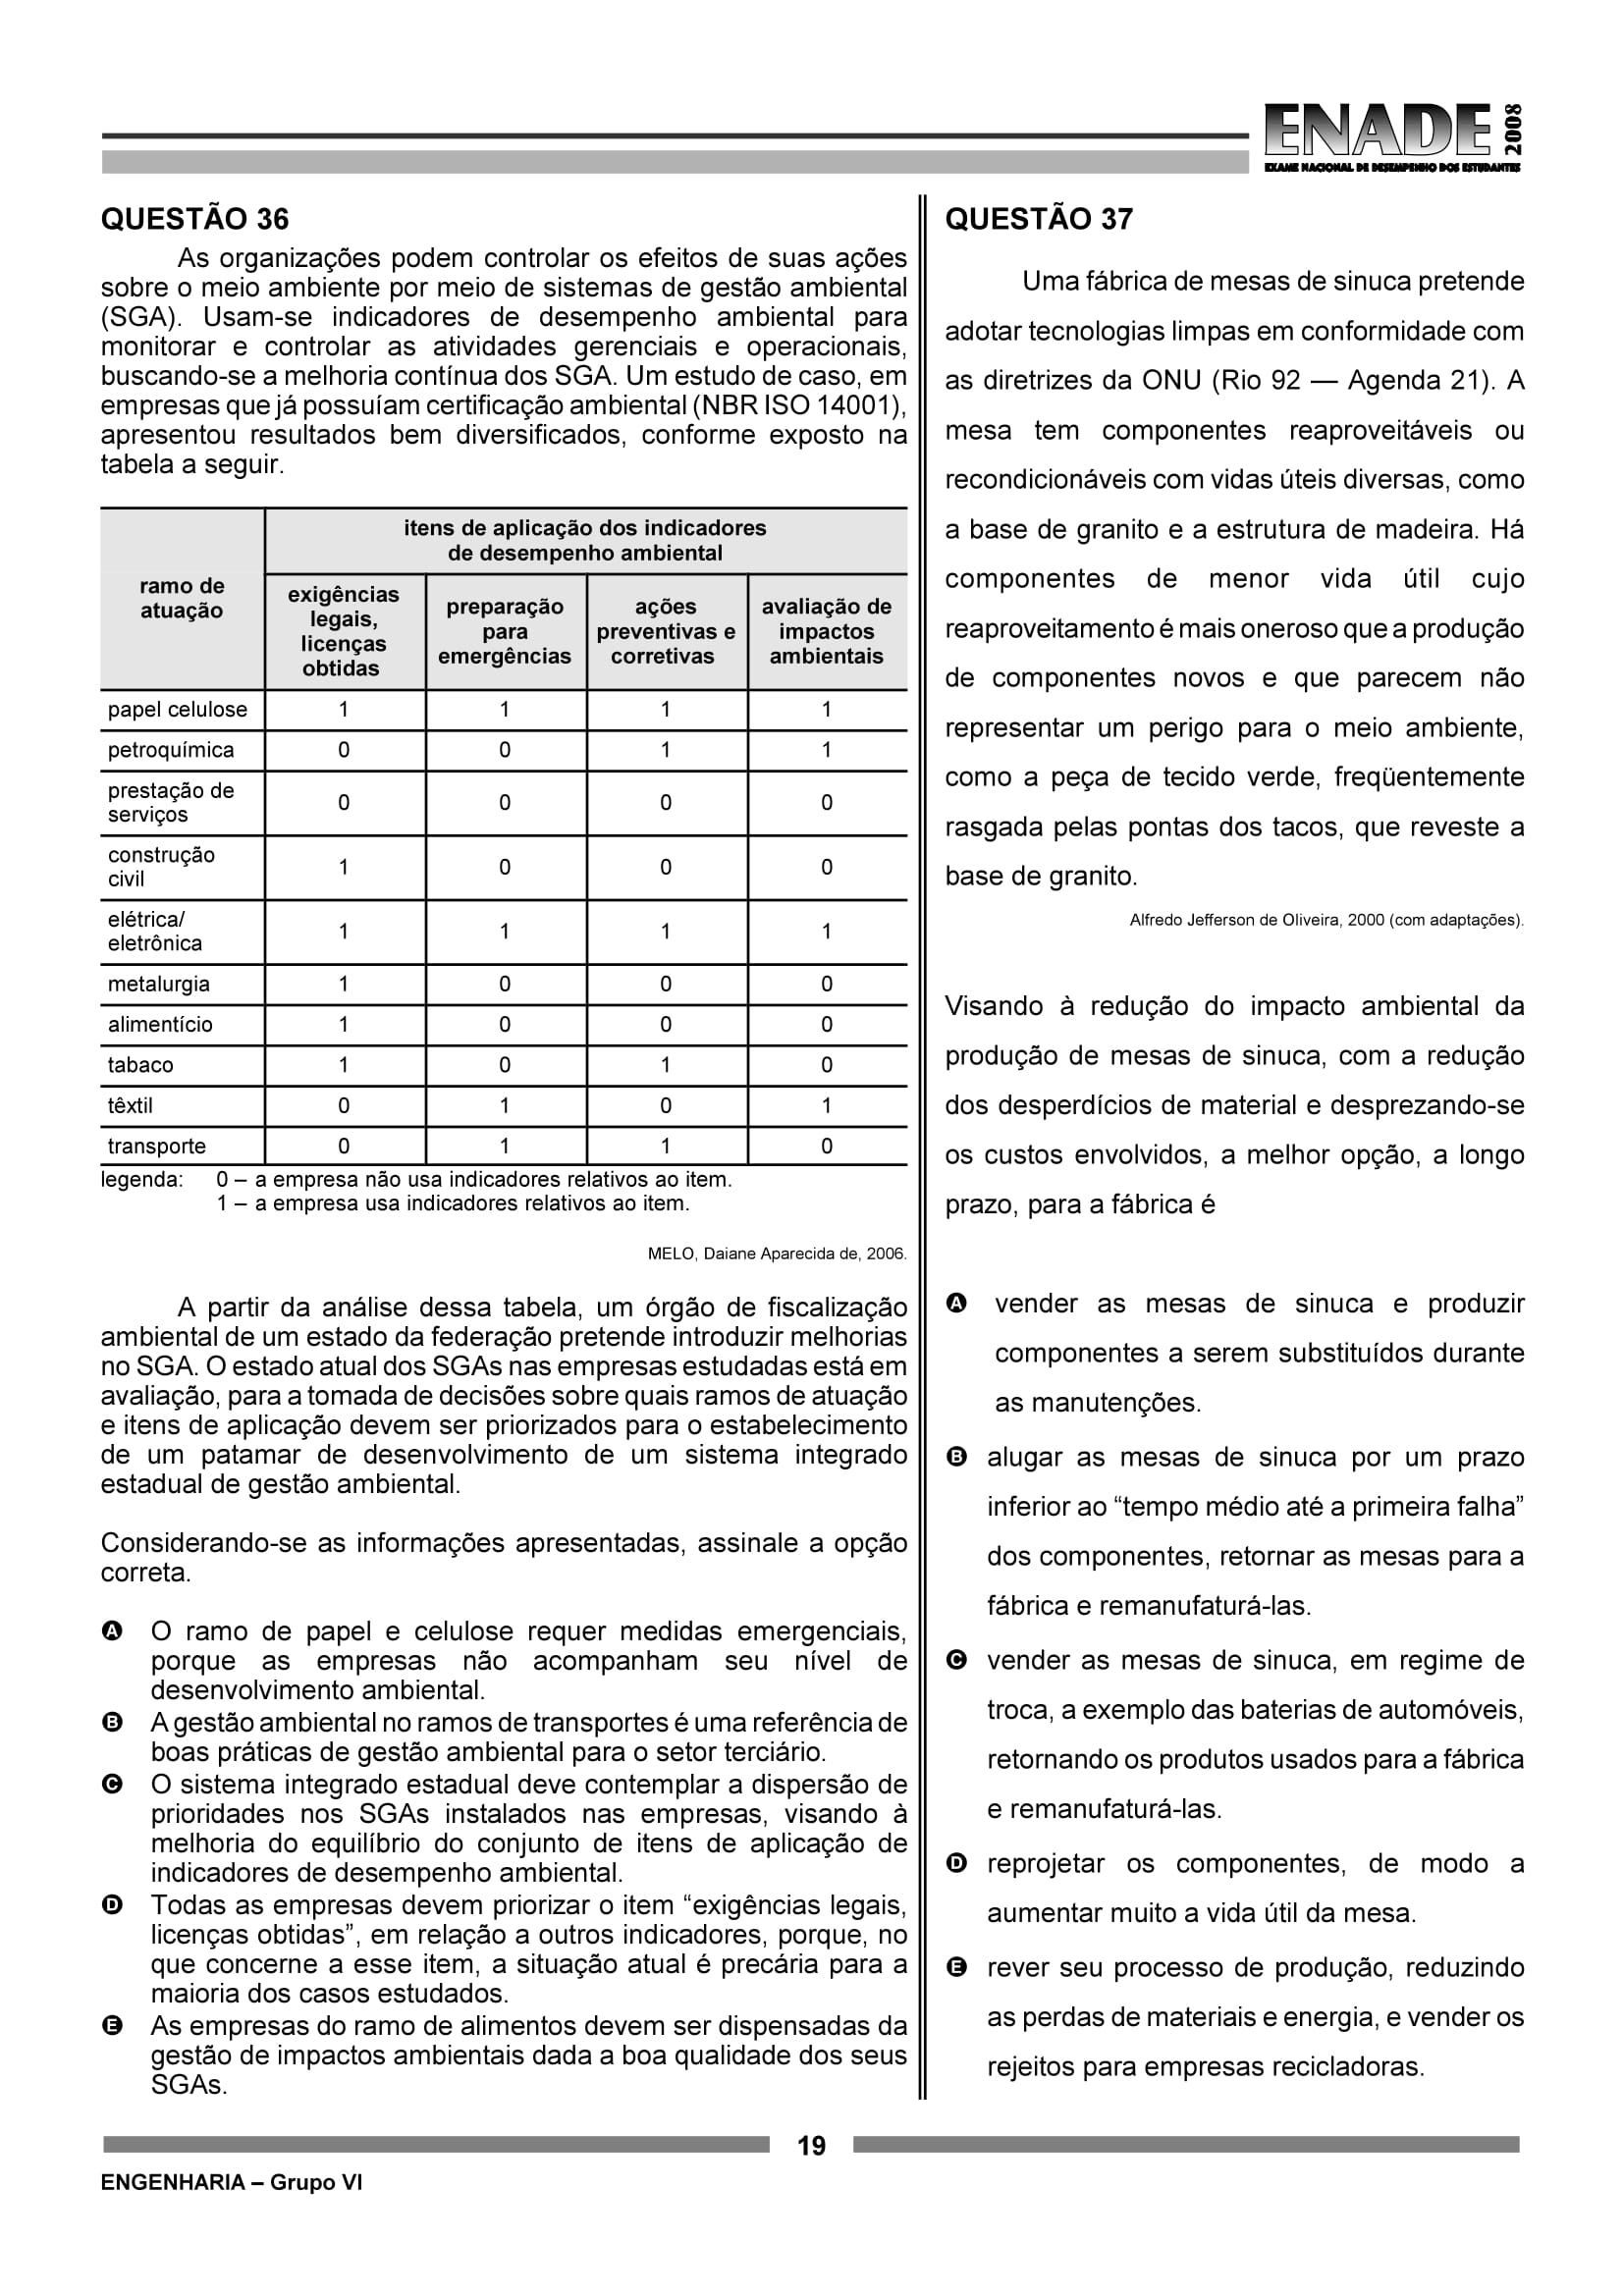 ENADE 2008
EXAME NACIONAL DE DESEMPENHO DOS ESTUDANTES
QUESTÃO 36
As organizações podem controlar os efeitos de suas ações
sobre o meio ambiente por meio de sistemas de gestão ambiental
(SGA). Usam-se indicadores de desempenho ambiental para
monitorar e controlar as atividades gerenciais e operacionais,
buscando-se a melhoria contínua dos SGA. Um estudo de caso, em
empresas que já possuíam certificação ambiental (NBR ISO 14001),
apresentou resultados bem diversificados, conforme exposto na
tabela a seguir.
ramo de
atuação
itens de aplicação dos indicadores
de desempenho ambiental
exigências
legais,
licenças
obtidas
preparação
para
emergências
ações
preventivas e
corretivas
avaliação de
impactos
ambientais
papel celulose 1 1 1 1
petroquímica 0 0 1 1
prestação de
serviços 0 0 0 0
construção
civil 1 0 0 0
elétrica/
eletrônica 1 1 1 1
metalurgia 1 0 0 0
alimentício 1 0 0 0
tabaco 1 0 1 0
têxtil 0 1 0 1
transporte 0 1 1 0
legenda: 0 – a empresa não usa indicadores relativos ao item.
1 – a empresa usa indicadores relativos ao item.
MELO, Daiane Aparecida de, 2006.
A partir da análise dessa tabela, um órgão de fiscalização
ambiental de um estado da federação pretende introduzir melhorias
no SGA. O estado atual dos SGAs nas empresas estudadas está em
avaliação, para a tomada de decisões sobre quais ramos de atuação
e itens de aplicação devem ser priorizados para o estabelecimento
de um patamar de desenvolvimento de um sistema integrado
estadual de gestão ambiental.
Considerando-se as informações apresentadas, assinale a opção
correta.
A O ramo de papel e celulose requer medidas emergenciais,
porque as empresas não acompanham seu nível de
desenvolvimento ambiental.
B A gestão ambiental no ramos de transportes é uma referência de
boas práticas de gestão ambiental para o setor terciário.
C O sistema integrado estadual deve contemplar a dispersão de
prioridades nos SGAs instalados nas empresas, visando à
melhoria do equilíbrio do conjunto de itens de aplicação de
indicadores de desempenho ambiental.
D Todas as empresas devem priorizar o item “exigências legais,
licenças obtidas”, em relação a outros indicadores, porque, no
que concerne a esse item, a situação atual é precária para a
maioria dos casos estudados.
E As empresas do ramo de alimentos devem ser dispensadas da
gestão de impactos ambientais dada a boa qualidade dos seus
SGAs.
QUESTÃO 37
Uma fábrica de mesas de sinuca pretende
adotar tecnologias limpas em conformidade com
as diretrizes da ONU (Rio 92 — Agenda 21). A
mesa tem componentes reaproveitáveis ou
recondicionáveis com vidas úteis diversas, como
a base de granito e a estrutura de madeira. Há
componentes de menor vida útil cujo
reaproveitamento é mais oneroso que a produção
de componentes novos e que parecem não
representar um perigo para o meio ambiente,
como a peça de tecido verde, freqüentemente
rasgada pelas pontas dos tacos, que reveste a
base de granito.
Alfredo Jefferson de Oliveira, 2000 (com adaptações).
Visando à redução do impacto ambiental da
produção de mesas de sinuca, com a redução
dos desperdícios de material e desprezando-se
os custos envolvidos, a melhor opção, a longo
prazo, para a fábrica é
A vender as mesas de sinuca e produzir
componentes a serem substituídos durante
as manutenções.
B alugar as mesas de sinuca por um prazo
inferior ao “tempo médio até a primeira falha”
dos componentes, retornar as mesas para a
fábrica e remanufaturá-las.
C vender as mesas de sinuca, em regime de
troca, a exemplo das baterias de automóveis,
retornando os produtos usados para a fábrica
e remanufaturá-las.
D reprojetar os componentes, de modo a
aumentar muito a vida útil da mesa.
E rever seu processo de produção, reduzindo
as perdas de materiais e energia, e vender os
rejeitos para empresas recicladoras.
19
ENGENHARIA – Grupo VI